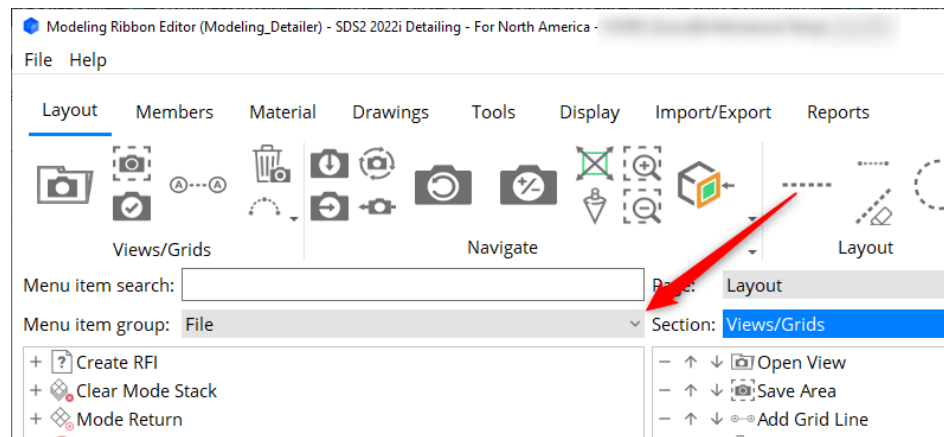 Modeling Ribbon Editor (Modeling_Detailer) - SDS2 2022i Detailing - For North America -
File Help
Layout Members Material Drawings Tools Display Import/Export Reports
Views/Grids Navigate Layout
Menu item search: Page: Layout
Menu item group: File Section: Views/Grids
+ Create RFI − ↑ ↓ Open View
+ Clear Mode Stack − ↑ ↓ Save Area
+ Mode Return − ↑ ↓ Add Grid Line